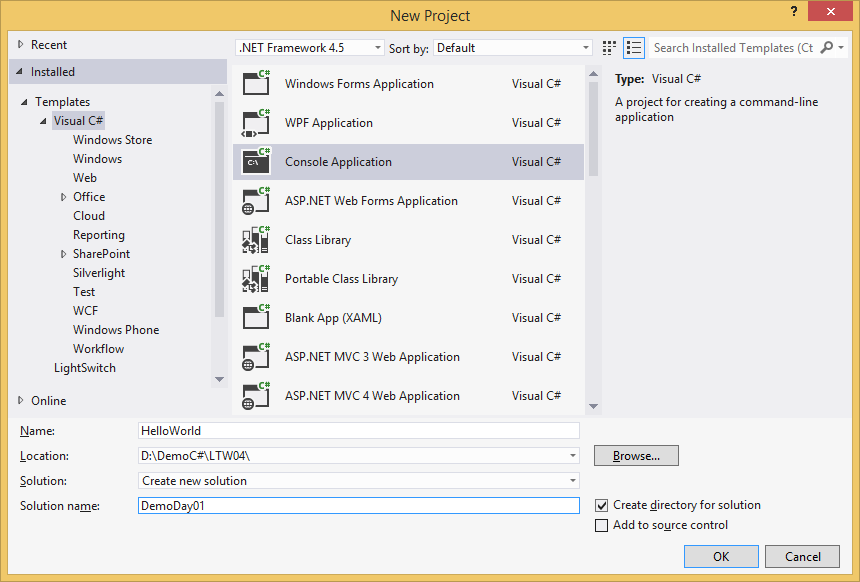 New Project
?
Recent
Installed
Templates
Visual C#
Windows Store
Windows
Web
Office
Cloud
Reporting
SharePoint
Silverlight
Test
WCF
Windows Phone
Workflow
LightSwitch
Online
.NET Framework 4.5
Sort by:
Default
Search Installed Templates (Ct
C# Windows Forms Application Visual C#
C# WPF Application Visual C#
C# C:\ Console Application Visual C#
C# ASP.NET Web Forms Application Visual C#
C# Class Library Visual C#
C# Portable Class Library Visual C#
C# Blank App (XAML) Visual C#
C# ASP.NET MVC 3 Web Application Visual C#
C# ASP.NET MVC 4 Web Application Visual C#
Type: Visual C#
A project for creating a command-line
application
Name: HelloWorld
Location: D:\DemoC#\LTW04\ Browse...
Solution: Create new solution
Solution name: DemoDay01
Create directory for solution
Add to source control
OK Cancel